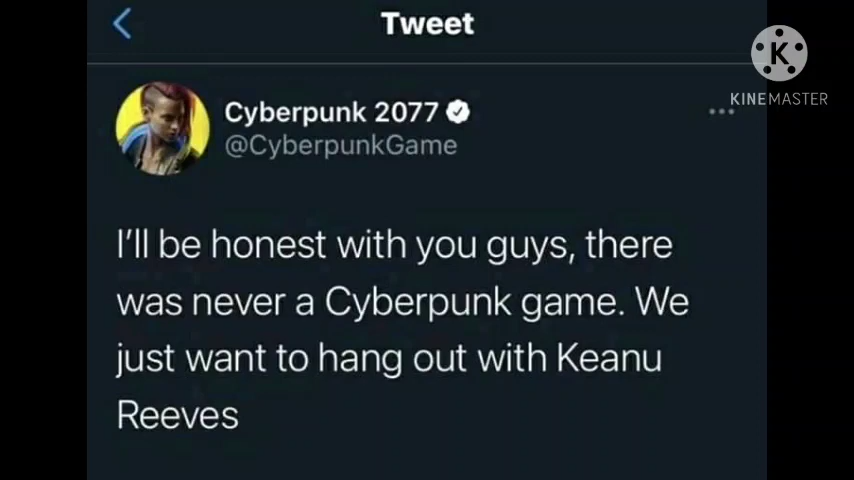 Tweet
KINEMASTER
Cyberpunk 2077
@CyberpunkGame
I'll be honest with you guys, there
was never a Cyberpunk game. We
just want to hang out with Keanu
Reeves